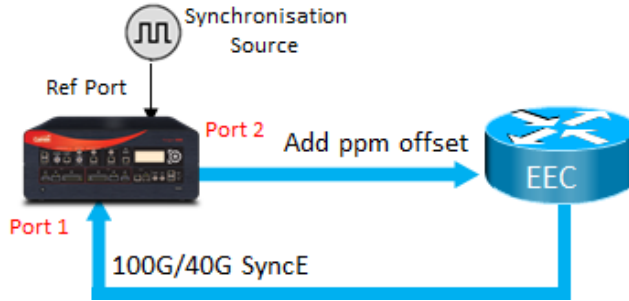 Synchronisation
Source
Ref Port
Port 2
Add ppm offset
EEC
Port 1
100G/40G SyncE